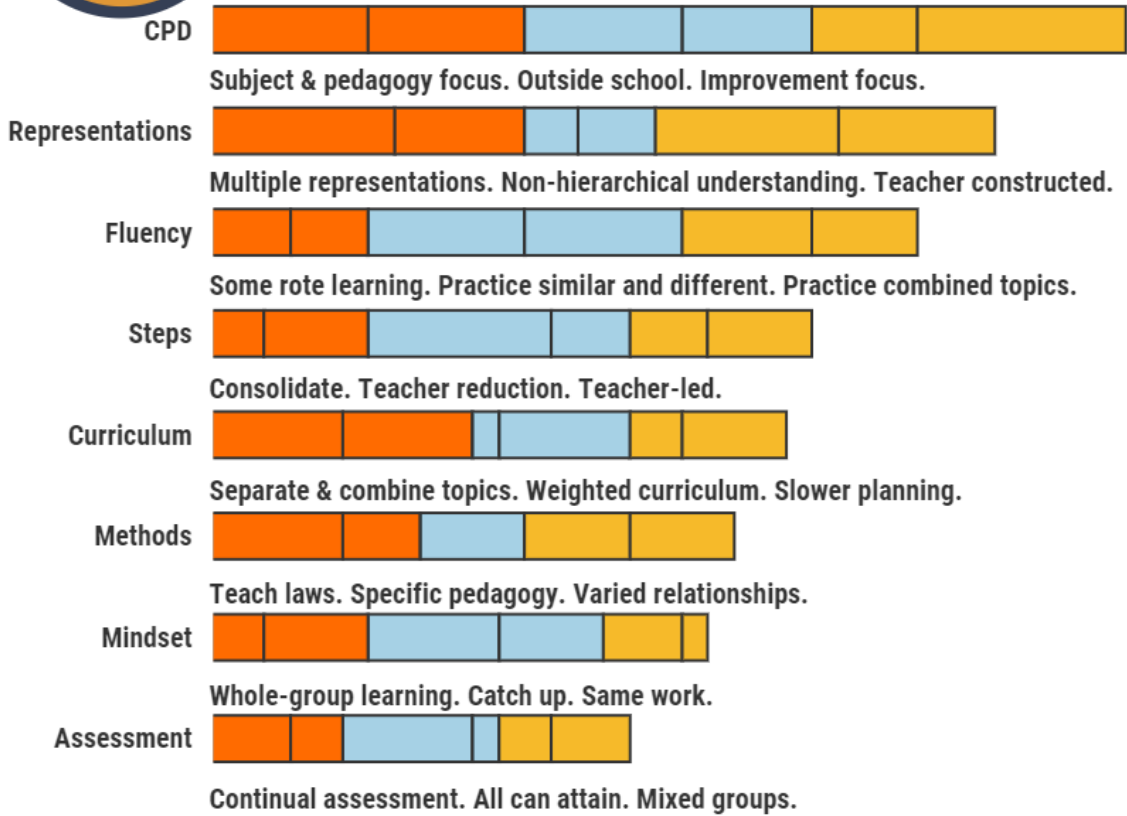 CPD
Subject & pedagogy focus. Outside school. Improvement focus.
Representations
Multiple representations. Non-hierarchical understanding. Teacher constructed.
Fluency
Some rote learning. Practice similar and different. Practice combined topics.
Steps
Consolidate. Teacher reduction. Teacher-led.
Curriculum
Separate & combine topics. Weighted curriculum. Slower planning.
Methods
Teach laws. Specific pedagogy. Varied relationships.
Mindset
Whole-group learning. Catch up. Same work.
Assessment
Continual assessment. All can attain. Mixed groups.